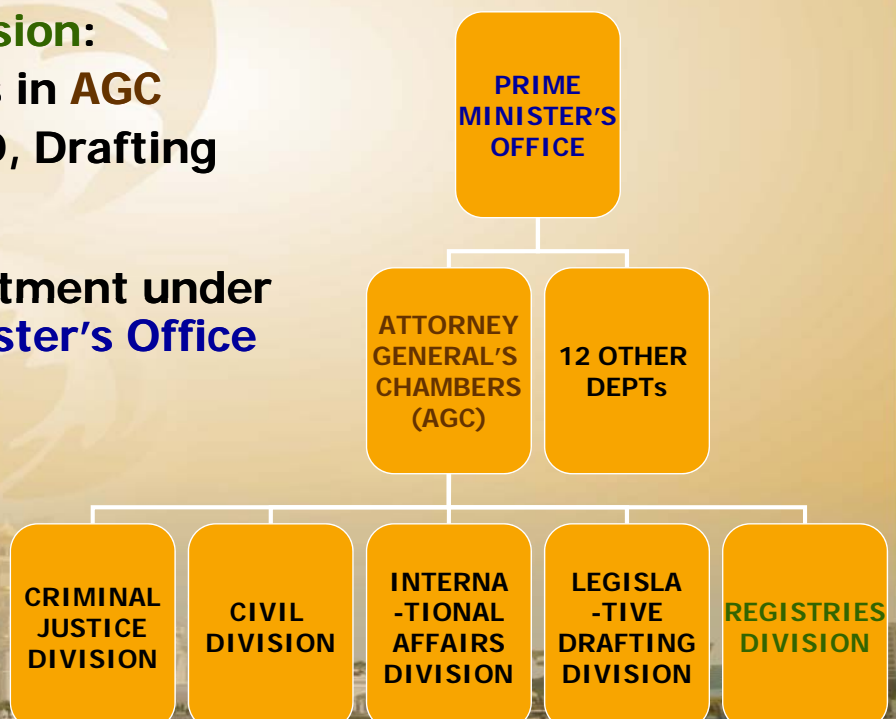 sion:
s in AGC
, Drafting
tment under
ster's Office
PRIME
MINISTER'S
OFFICE
ATTORNEY
GENERAL'S
CHAMBERS
(AGC)
12 OTHER
DEPTs
CRIMINAL
JUSTICE
DIVISION
CIVIL
DIVISION
INTERNA
-TIONAL
AFFAIRS
DIVISION
LEGISLA
-TIVE
DRAFTING
DIVISION
REGISTRIES
DIVISION